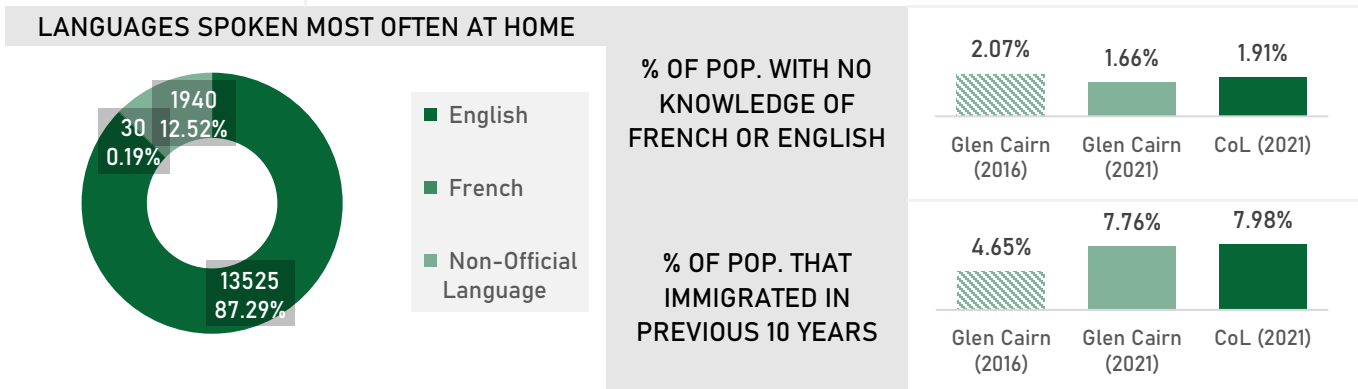 LANGUAGES SPOKEN MOST OFTEN AT HOME
1940
12.52%
30
0.19%
13525
87.29%
English
French
Non-Official
Language
% OF POP. WITH NO
KNOWLEDGE OF
FRENCH OR ENGLISH
2.07%
1.66%
1.91%
Glen Cairn
(2016)
Glen Cairn
(2021)
CoL (2021)
% OF POP. THAT
IMMIGRATED IN
PREVIOUS 10 YEARS
4.65%
7.76%
7.98%
Glen Cairn
(2016)
Glen Cairn
(2021)
CoL (2021)